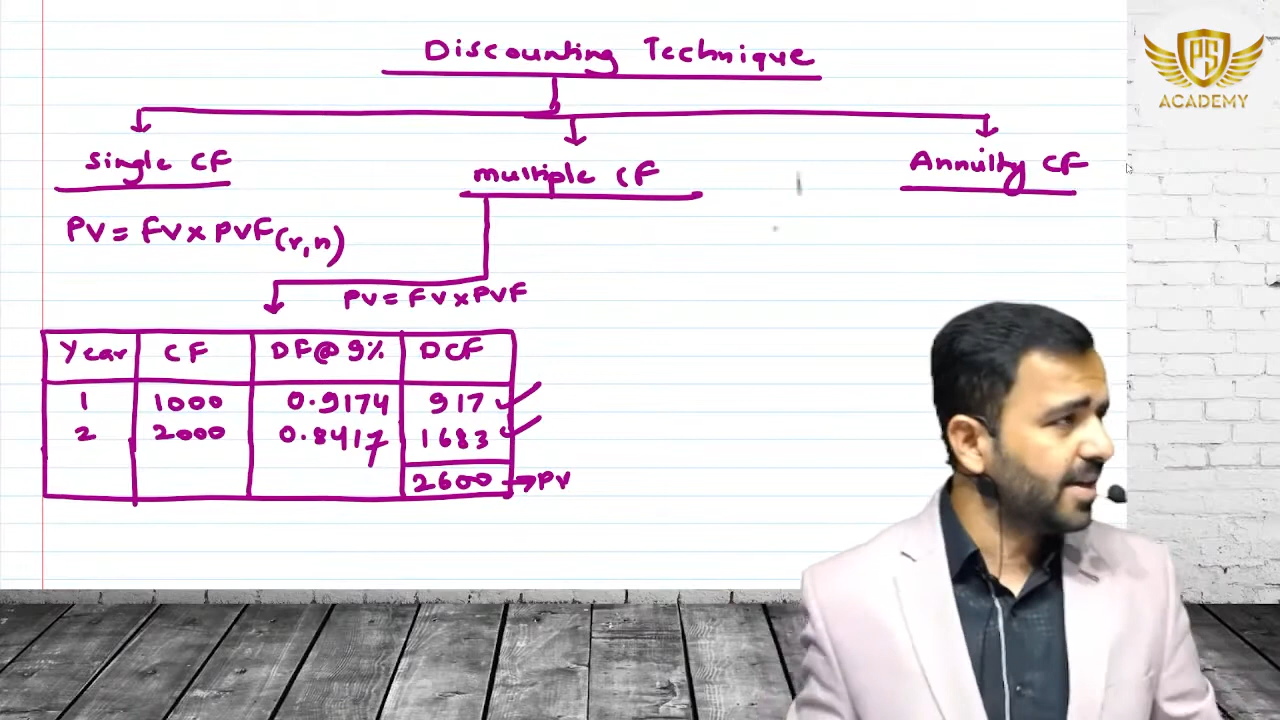 Discounting Technique
Single CF
multiple CF
Annuity CF
PV = FV x PVF(r,n)
PV = FV x PVF
Year CF DF@9% DCF
1 1000 0.9174 917
2 2000 0.8417 1683
2600 → PV
PS
ACADEMY